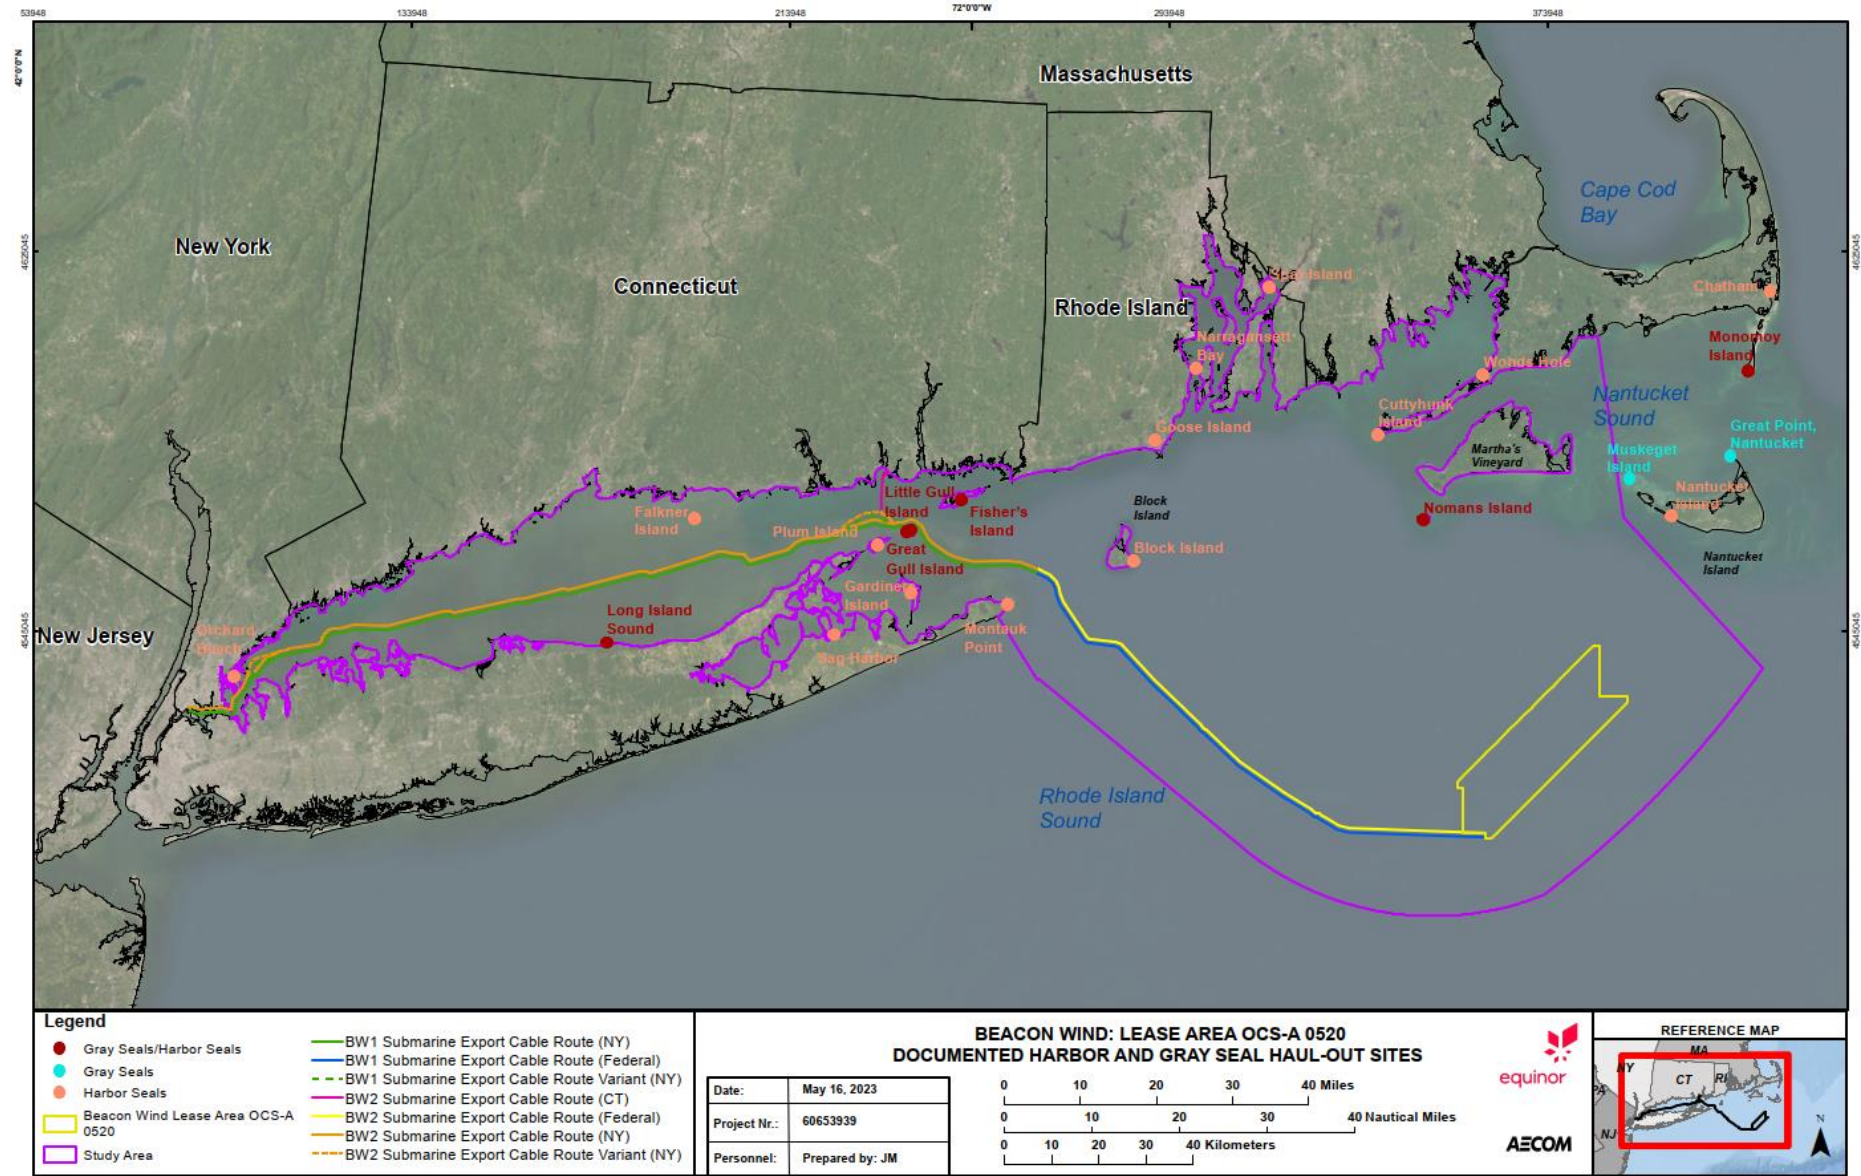 53948
133948
213948
72°0'0"W
293948
373948
42°0'0"N
4625045
4625045
4545045
4545045
Massachusetts
New York
Connecticut
Rhode Island
New Jersey
Cape Cod
Bay
Seal Island
Chatham
Narragansett
Bay
Monomoy
Island
Woods Hole
Nantucket
Sound
Cuttyhunk
Island
Goose Island
Great Point,
Nantucket
Martha's
Vineyard
Muskeget
Island
Nantucket
Island
Little Gull
Island
Fisher's
Island
Block
Island
Nomans Island
Falkner
Island
Plum Island
Great
Gull Island
Block Island
Nantucket
Island
Gardiners
Island
Long Island
Sound
Montauk
Point
Orchard
Beach
Sag Harbor
Rhode Island
Sound
Legend
Gray Seals/Harbor Seals
Gray Seals
Harbor Seals
Beacon Wind Lease Area OCS-A
0520
Study Area
BW1 Submarine Export Cable Route (NY)
BW1 Submarine Export Cable Route (Federal)
BW1 Submarine Export Cable Route Variant (NY)
BW2 Submarine Export Cable Route (CT)
BW2 Submarine Export Cable Route (Federal)
BW2 Submarine Export Cable Route (NY)
BW2 Submarine Export Cable Route Variant (NY)
BEACON WIND: LEASE AREA OCS-A 0520
DOCUMENTED HARBOR AND GRAY SEAL HAUL-OUT SITES
Date: May 16, 2023
Project Nr.: 60653939
Personnel: Prepared by: JM
0 10 20 30 40 Miles
0 10 20 30 40 Nautical Miles
0 10 20 30 40 Kilometers
equinor
AECOM
REFERENCE MAP
MA
NY
CT
RI
PA
NJ
N